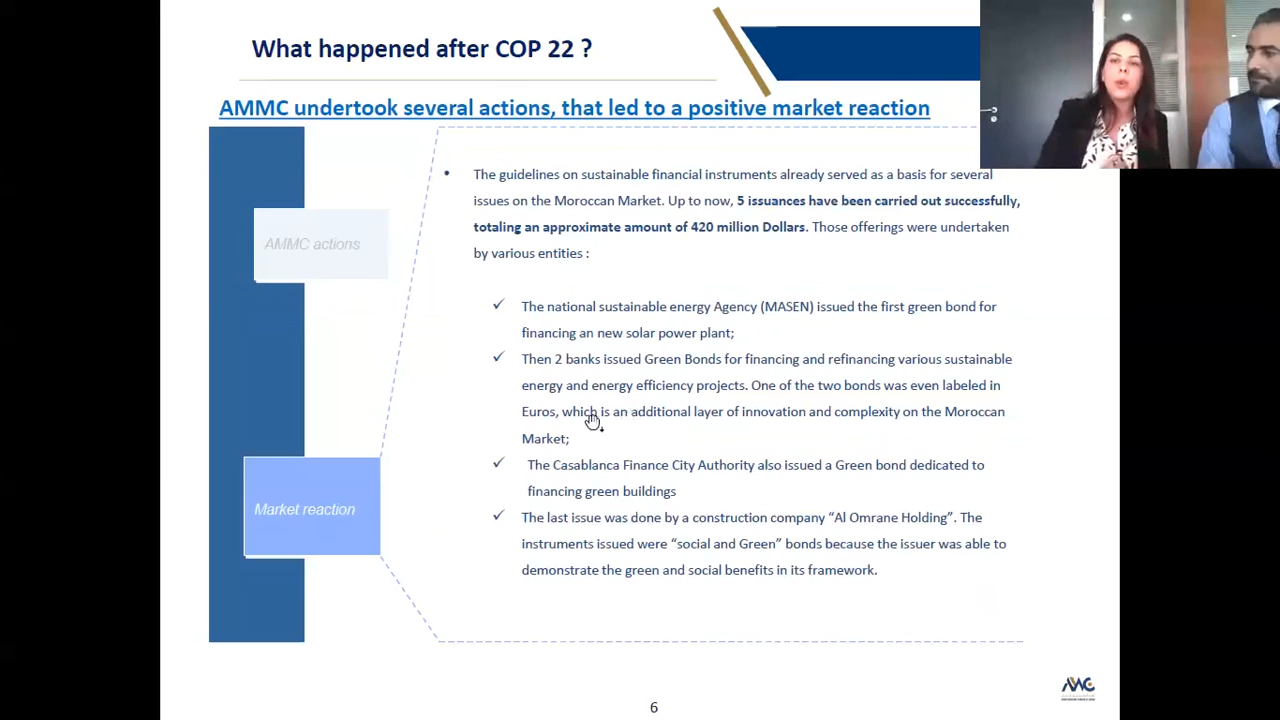 What happened after COP 22 ?
AMMC undertook several actions, that led to a positive market reaction
AMMC actions
Market reaction
• The guidelines on sustainable financial instruments already served as a basis for several
issues on the Moroccan Market. Up to now, 5 issuances have been carried out successfully,
totaling an approximate amount of 420 million Dollars. Those offerings were undertaken
by various entities :
✓ The national sustainable energy Agency (MASEN) issued the first green bond for
financing an new solar power plant;
✓ Then 2 banks issued Green Bonds for financing and refinancing various sustainable
energy and energy efficiency projects. One of the two bonds was even labeled in
Euros, which is an additional layer of innovation and complexity on the Moroccan
Market;
✓ The Casablanca Finance City Authority also issued a Green bond dedicated to
financing green buildings
✓ The last issue was done by a construction company “Al Omrane Holding”. The
instruments issued were “social and Green” bonds because the issuer was able to
demonstrate the green and social benefits in its framework.
6